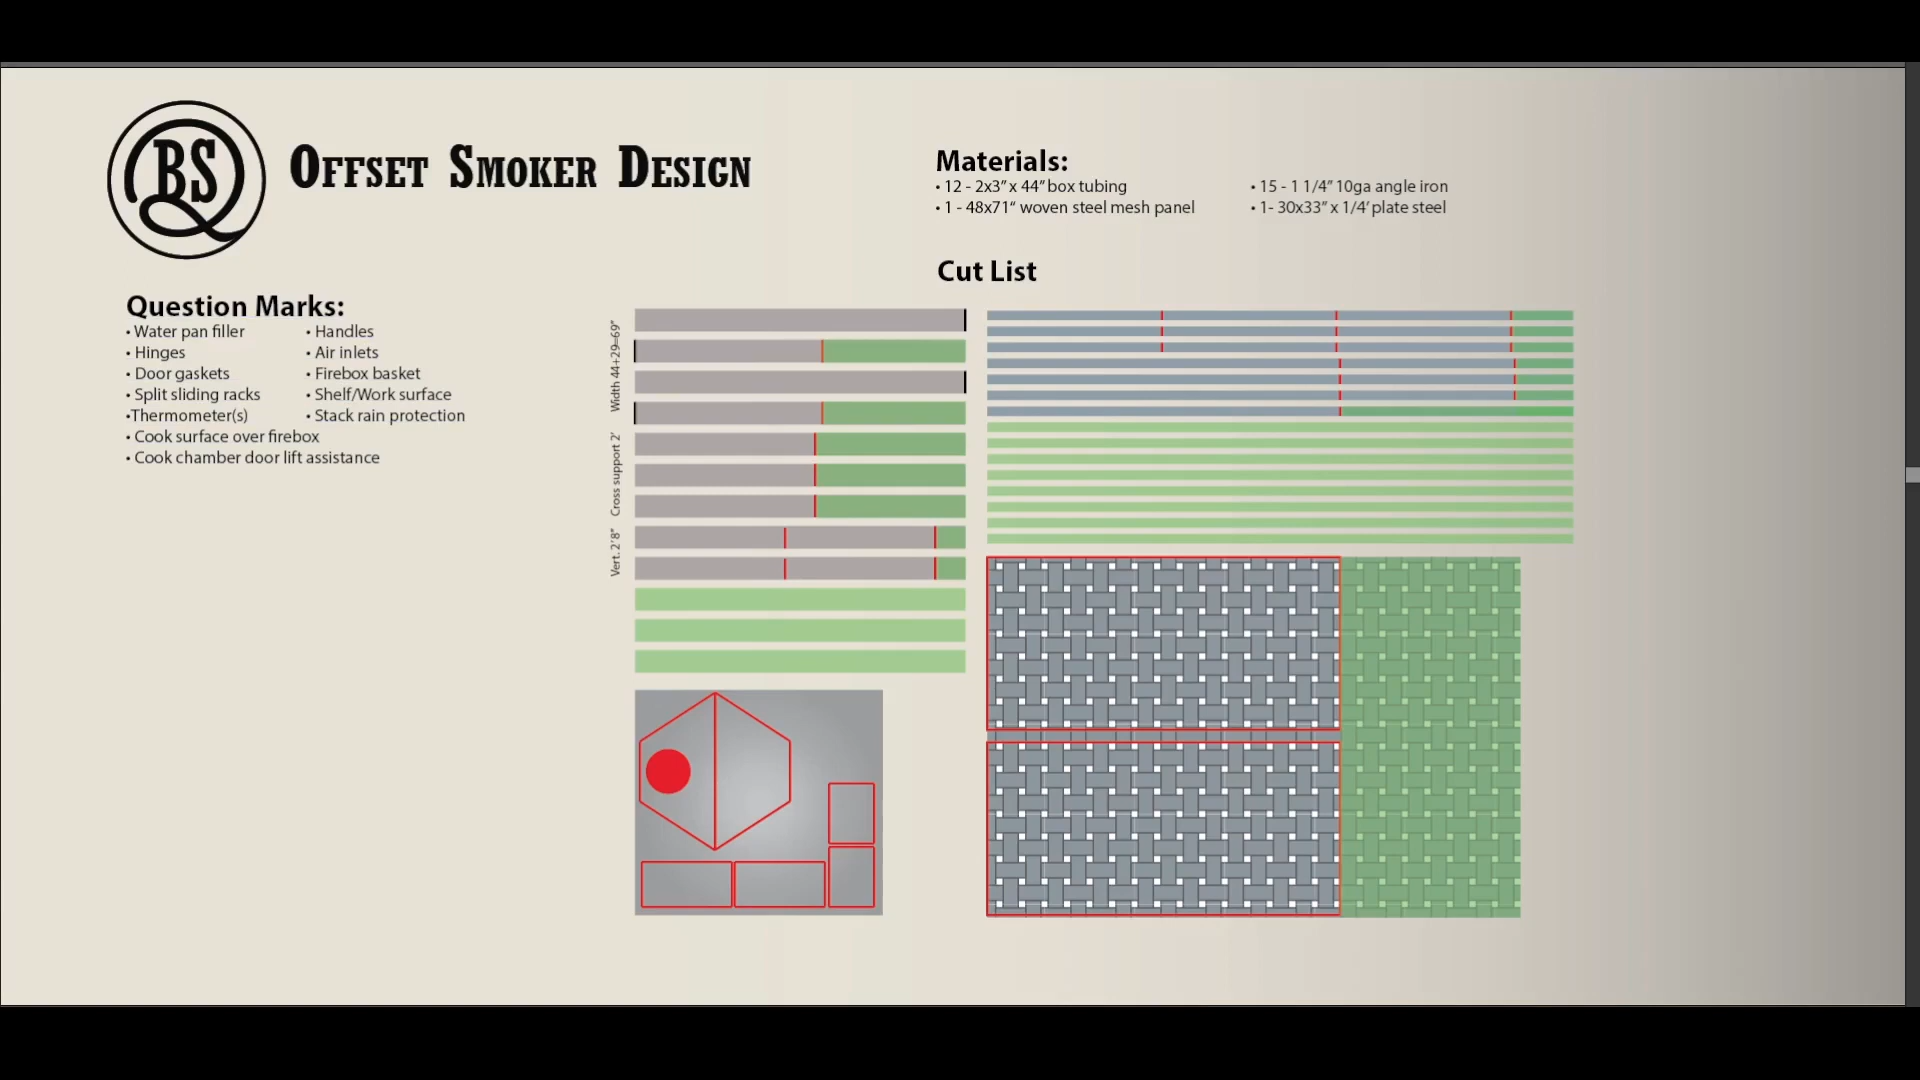 BSQ
OFFSET SMOKER DESIGN
Materials:
• 12 - 2x3” x 44” box tubing
• 1 - 48x71“ woven steel mesh panel
• 15 - 1 1/4” 10ga angle iron
• 1- 30x33” x 1/4’ plate steel
Cut List
Question Marks:
• Water pan filler
• Hinges
• Door gaskets
• Split sliding racks
•Thermometer(s)
• Cook surface over firebox
• Cook chamber door lift assistance
• Handles
• Air inlets
• Firebox basket
• Shelf/Work surface
• Stack rain protection
Width 44+29=69”
Cross support 2’
Vert. 2’ 8”